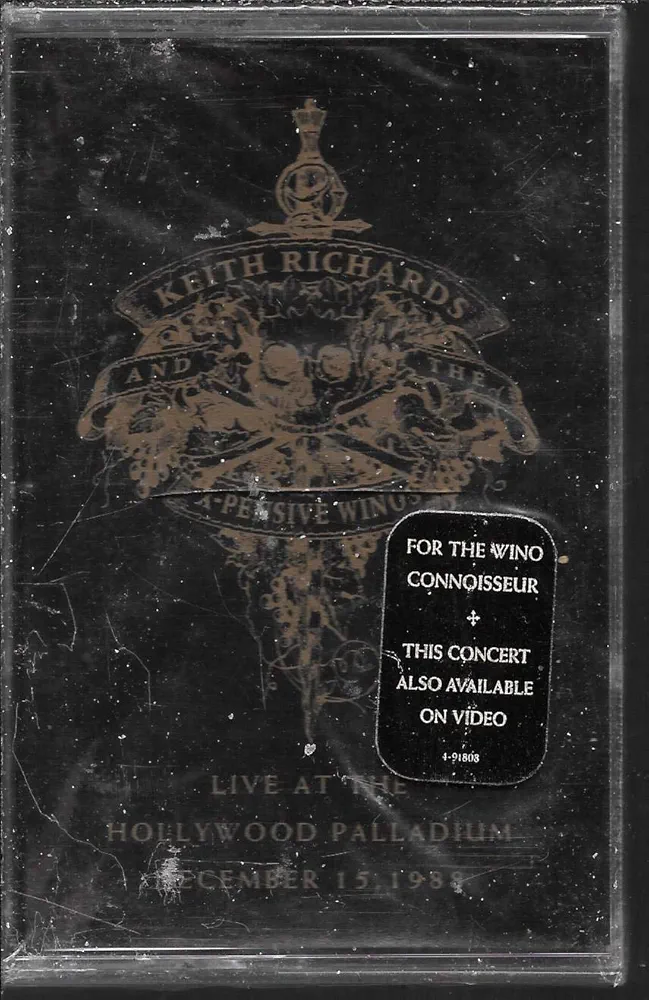 KEITH RICHARDS
AND THE
X-PENSIVE WINOS
FOR THE WINO
CONNOISSEUR
THIS CONCERT
ALSO AVAILABLE
ON VIDEO
4-91808
LIVE AT THE
HOLLYWOOD PALLADIUM
DECEMBER 15, 1988